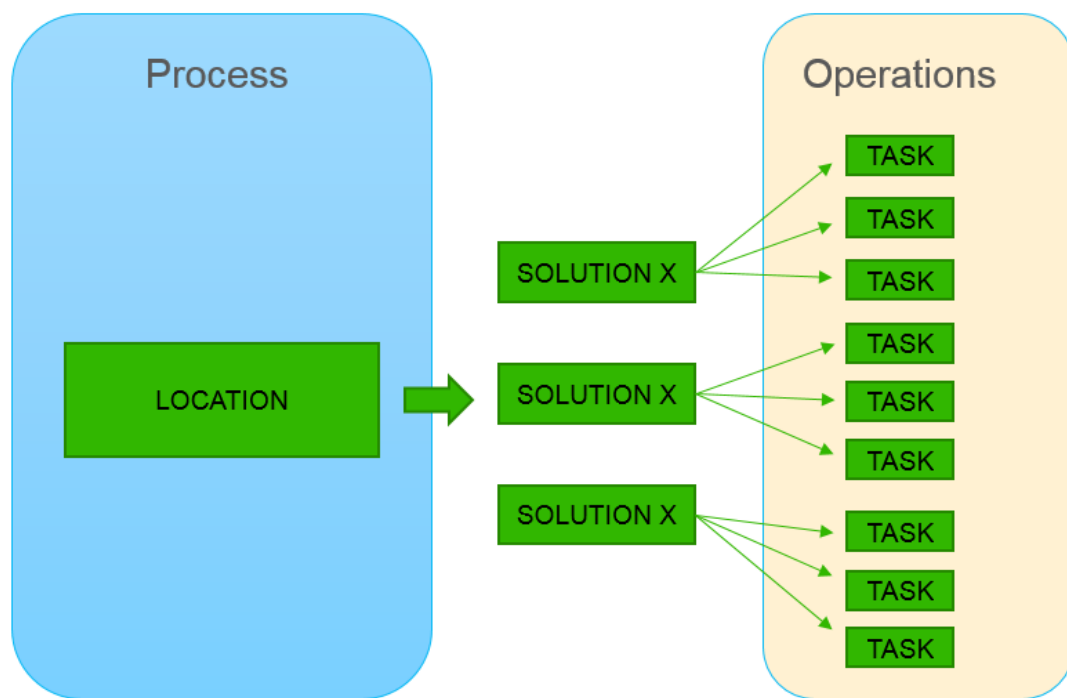 Process
LOCATION
SOLUTION X
SOLUTION X
SOLUTION X
Operations
TASK
TASK
TASK
TASK
TASK
TASK
TASK
TASK
TASK